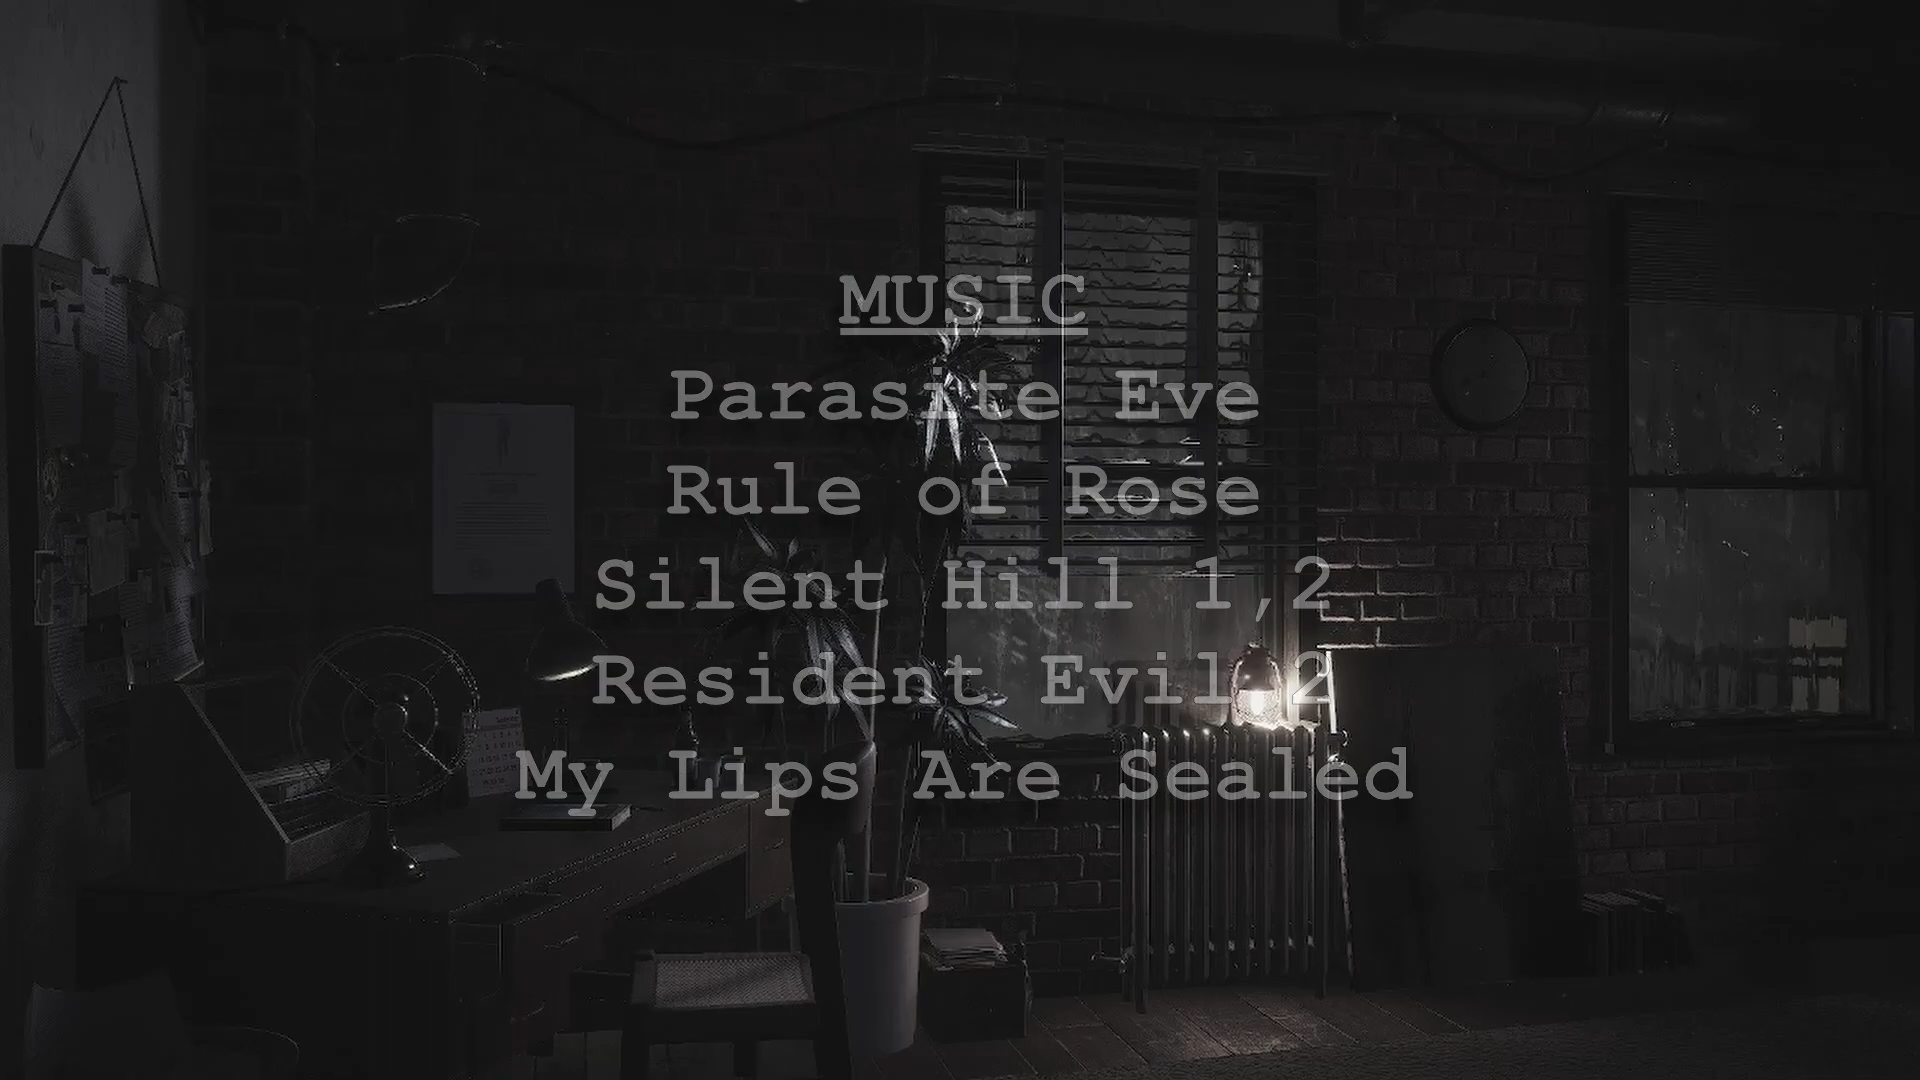 MUSIC
Parasite Eve
Rule of Rose
Silent Hill 1,2
Resident Evil 2
My Lips Are Sealed